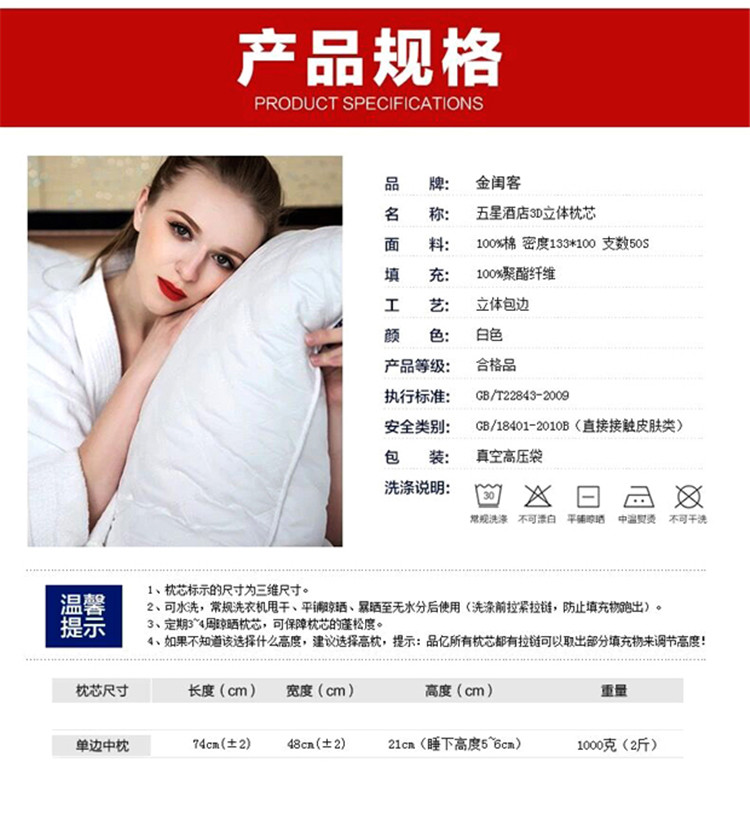 产品规格
PRODUCT SPECIFICATIONS
品 牌: 金闺客
名 称: 五星酒店3D立体枕芯
面 料: 100%棉 密度133*100 支数50S
填 充: 100%聚酯纤维
工 艺: 立体包边
颜 色: 白色
产品等级: 合格品
执行标准: GB/T22843-2009
安全类别: GB/18401-2010B（直接接触皮肤类）
包 装: 真空高压袋
洗涤说明: 30
常规洗涤 不可漂白 平铺晾晒 中温熨烫 不可干洗
温馨
提示
1、枕芯标示的尺寸为三维尺寸。
2、可水洗，常规洗衣机甩干、平铺晾晒、暴晒至无水分后使用（洗涤前拉紧拉链，防止填充物跑出）。
3、定期3~4周晾晒枕芯，可保障枕芯的蓬松度。
4、如果不知道该选择什么高度，建议选择高枕，提示：品亿所有枕芯都有拉链可以取出部分填充物来调节高度！
枕芯尺寸 长度（cm） 宽度（cm） 高度（cm） 重量
单边中枕 74cm(±2) 48cm(±2) 21cm（睡下高度5~6cm） 1000克（2斤）